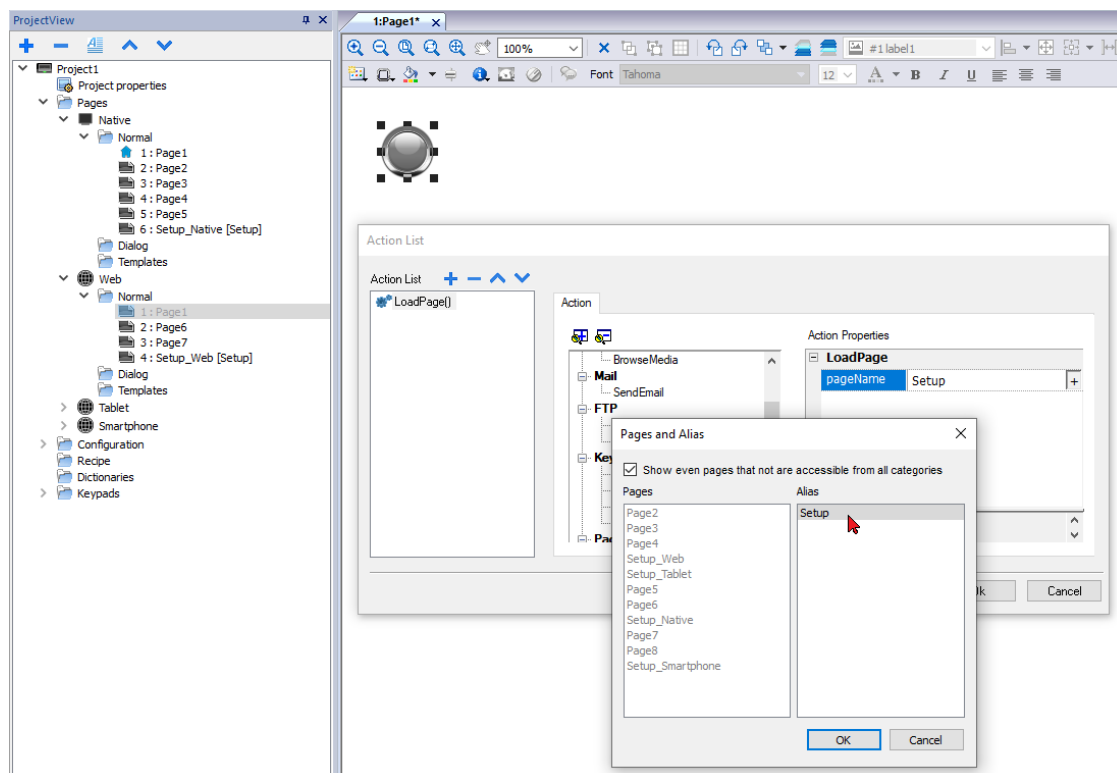 ProjectView
Project1
Project properties
Pages
Native
Normal
1 : Page1
2 : Page2
3 : Page3
4 : Page4
5 : Page5
6 : Setup_Native [Setup]
Dialog
Templates
Web
Normal
1 : Page1
2 : Page6
3 : Page7
4 : Setup_Web [Setup]
Dialog
Templates
Tablet
Smartphone
Configuration
Recipe
Dictionaries
Keypads
1:Page1*
100%
#1 label1
Font Tahoma 12 A B I U
Action List
Action List
LoadPage()
Action
BrowseMedia
Mail
SendEmail
FTP
Key
Pag
Action Properties
LoadPage
pageName Setup
Ok Cancel
Pages and Alias
Show even pages that not are accessible from all categories
Pages
Page2
Page3
Page4
Setup_Web
Setup_Tablet
Page5
Page6
Setup_Native
Page7
Page8
Setup_Smartphone
Alias
Setup
OK Cancel